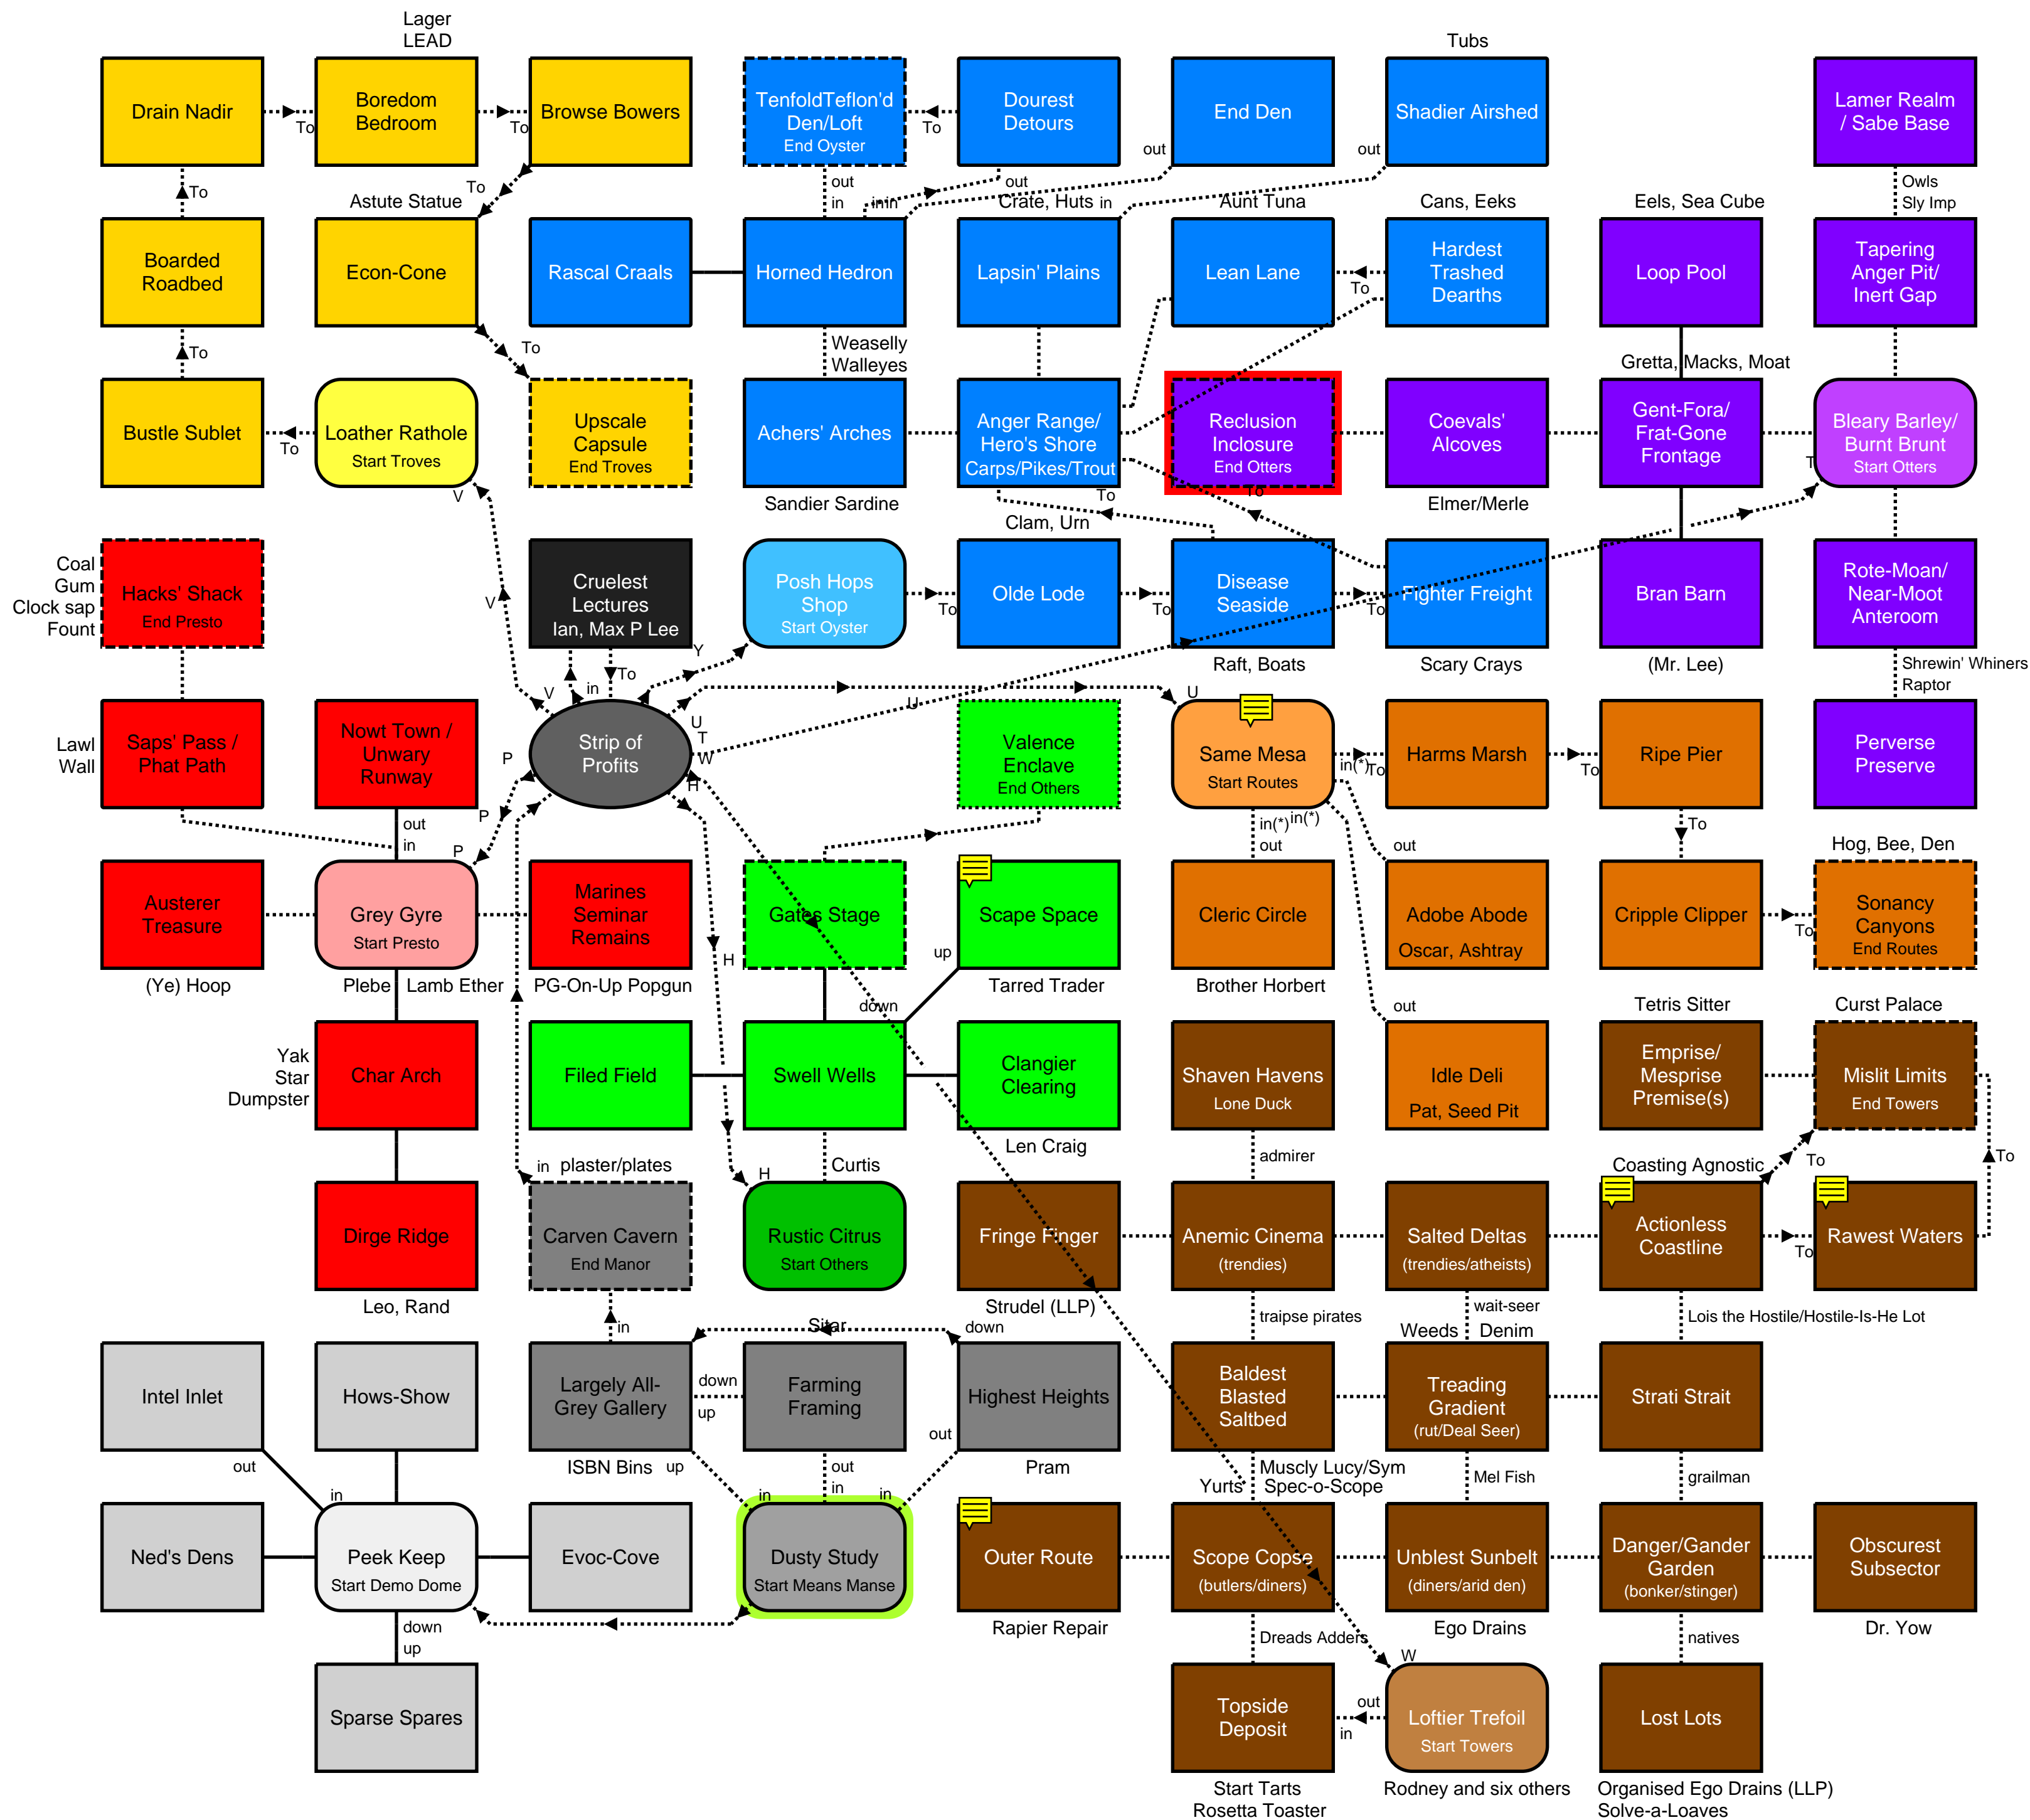 Lager
LEAD
Tubs
Drain Nadir
To
Boredom
Bedroom
To
Browse Bowers
TenfoldTeflon'd
Den/Loft
End Oyster
To
Dourest
Detours
End Den
Shadier Airshed
Lamer Realm
/ Sabe Base
out
out
To
To
out
in
out
inin
Owls
Sly Imp
Astute Statue
Crate, Huts
in
Aunt Tuna
Cans, Eeks
Eels, Sea Cube
Boarded
Roadbed
Econ-Cone
Rascal Craals
Horned Hedron
Lapsin' Plains
Lean Lane
To
Hardest
Trashed
Dearths
Loop Pool
Tapering
Anger Pit/
Inert Gap
To
To
Weaselly
Walleyes
Gretta, Macks, Moat
Bustle Sublet
To
Loather Rathole
Start Troves
Upscale
Capsule
End Troves
Achers' Arches
Anger Range/
Hero's Shore
Carps/Pikes/Trout
Reclusion
Inclosure
End Otters
Coevals'
Alcoves
Gent-Fora/
Frat-Gone
Frontage
Bleary Barley/
Burnt Brunt
Start Otters
T
V
Sandier Sardine
To
To
Elmer/Merle
Clam, Urn
Coal
Gum
Clock sap
Fount
Hacks' Shack
End Presto
V
Cruelest
Lectures
Ian, Max P Lee
Posh Hops
Shop
Start Oyster
To
Olde Lode
To
Disease
Seaside
To
Fighter Freight
Bran Barn
Rote-Moan/
Near-Moot
Anteroom
Y
To
in
V
Raft, Boats
Scary Crays
(Mr. Lee)
Shrewin' Whiners
Raptor
U
U
Lawl
Wall
Saps' Pass /
Phat Path
Nowt Town /
Unwary
Runway
P
Strip of
Profits
U
T
W
H
Valence
Enclave
End Others
Same Mesa
Start Routes
in(*)
To
Harms Marsh
To
Ripe Pier
Perverse
Preserve
P
out
in
P
in(*)
in(*)
out
out
To
Hog, Bee, Den
Austerer
Treasure
Grey Gyre
Start Presto
Marines
Seminar
Remains
Gates Stage
Scape Space
Cleric Circle
Adobe Abode
Oscar, Ashtray
Cripple Clipper
To
Sonancy
Canyons
End Routes
H
up
(Ye) Hoop
Plebe
Lamb Ether
PG-On-Up Popgun
down
Tarred Trader
Brother Horbert
out
Tetris Sitter
Curst Palace
Yak
Star
Dumpster
Char Arch
Filed Field
Swell Wells
Clangier
Clearing
Shaven Havens
Lone Duck
Idle Deli
Pat, Seed Pit
Emprise/
Mesprise
Premise(s)
Mislit Limits
End Towers
in
plaster/plates
H
Curtis
Len Craig
admirer
Coasting Agnostic
To
To
Dirge Ridge
Carven Cavern
End Manor
Rustic Citrus
Start Others
Fringe Finger
Anemic Cinema
(trendies)
Salted Deltas
(trendies/atheists)
Actionless
Coastline
To
Rawest Waters
Leo, Rand
in
Sitar
Strudel (LLP)
down
traipse pirates
wait-seer
Weeds
Denim
Lois the Hostile/Hostile-Is-He Lot
Intel Inlet
Hows-Show
Largely All-
Grey Gallery
down
up
Farming
Framing
Highest Heights
Baldest
Blasted
Saltbed
Treading
Gradient
(rut/Deal Seer)
Strati Strait
out
out
in
ISBN Bins
up
in
out
in
in
Pram
Yurts
Muscly Lucy/Sym
Spec-o-Scope
Mel Fish
grailman
Ned's Dens
Peek Keep
Start Demo Dome
Evoc-Cove
Dusty Study
Start Means Manse
Outer Route
Scope Copse
(butlers/diners)
Unblest Sunbelt
(diners/arid den)
Danger/Gander
Garden
(bonker/stinger)
Obscurest
Subsector
down
up
Rapier Repair
Dreads Adders
Ego Drains
W
natives
Dr. Yow
Sparse Spares
Topside
Deposit
out
in
Loftier Trefoil
Start Towers
Lost Lots
Start Tarts
Rosetta Toaster
Rodney and six others
Organised Ego Drains (LLP)
Solve-a-Loaves